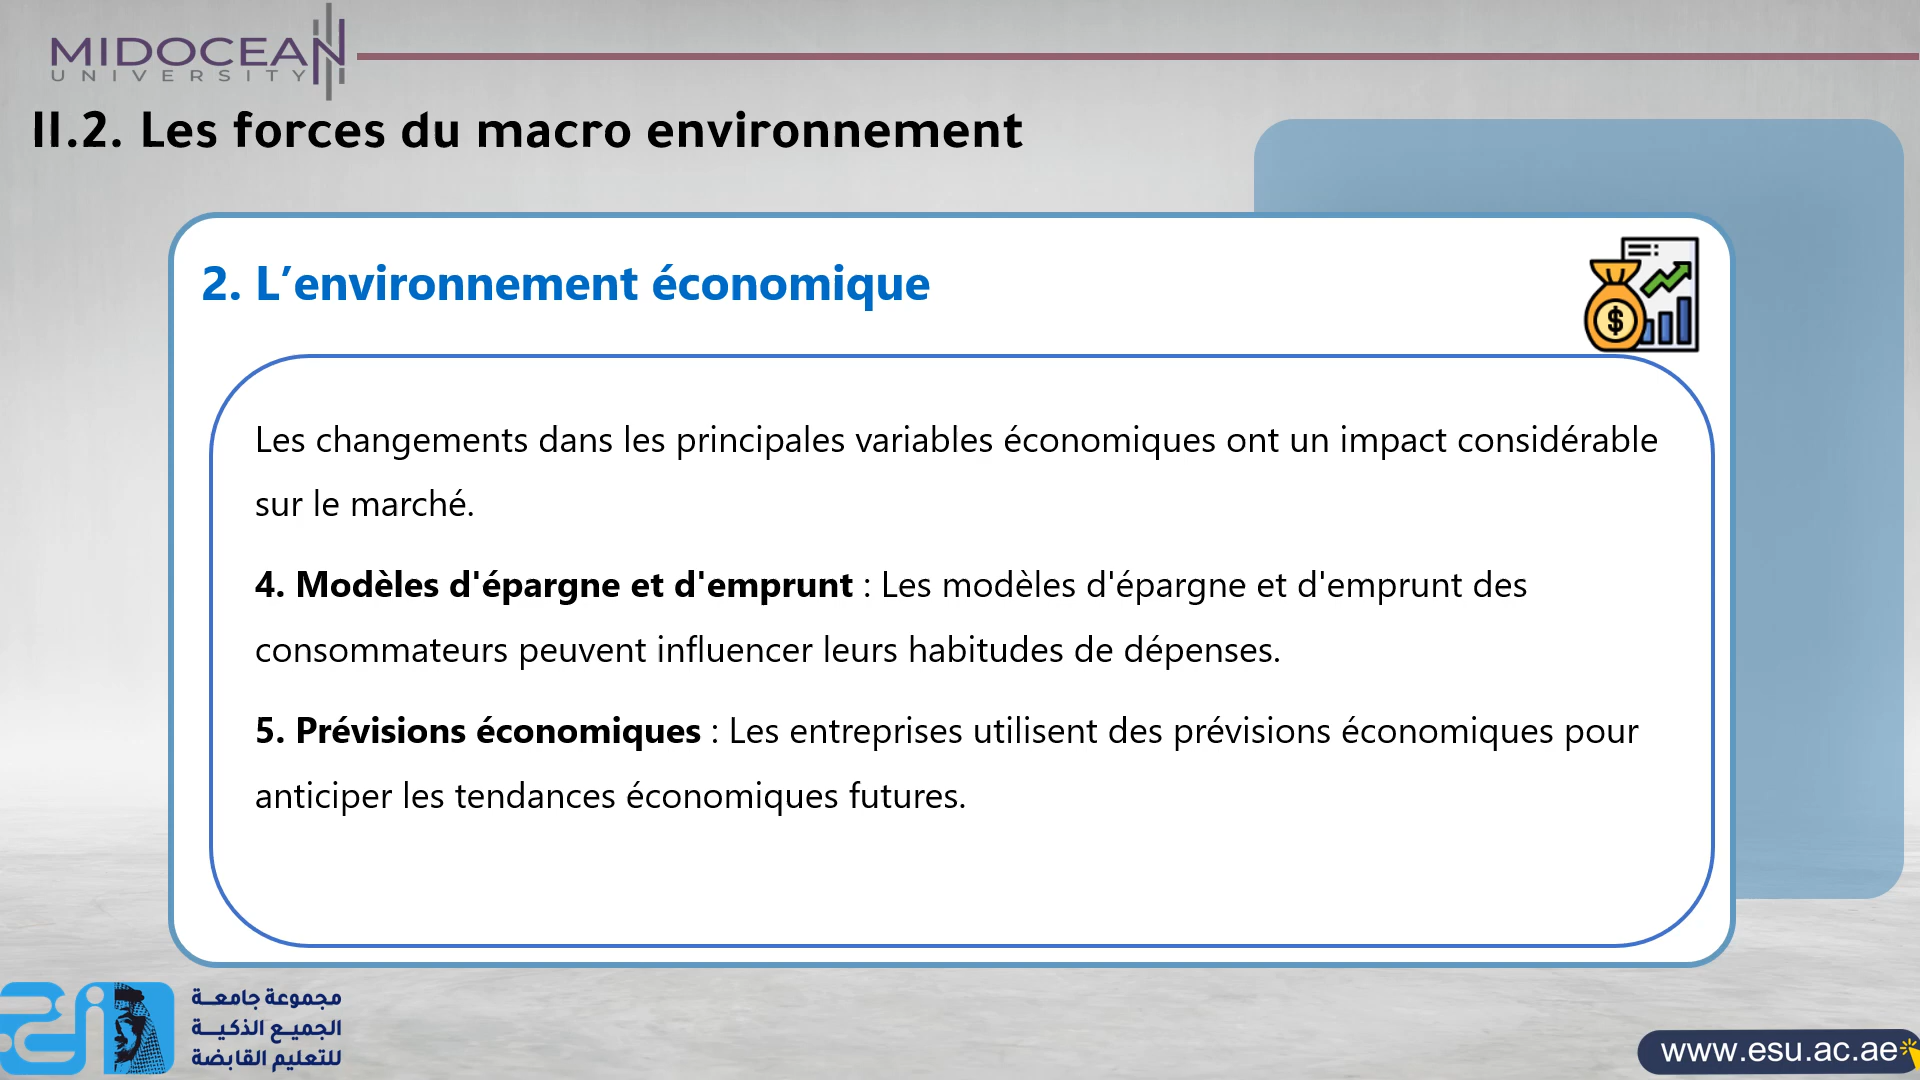 MIDOCEAN
UNIVERSITY
II.2. Les forces du macro environnement
2. L’environnement économique
$
Les changements dans les principales variables économiques ont un impact considérable
sur le marché.
4. Modèles d'épargne et d'emprunt : Les modèles d'épargne et d'emprunt des
consommateurs peuvent influencer leurs habitudes de dépenses.
5. Prévisions économiques : Les entreprises utilisent des prévisions économiques pour
anticiper les tendances économiques futures.
مجموعة جامعــة
الجميــع الذكيــــة
للتعليم القابضة
www.esu.ac.ae